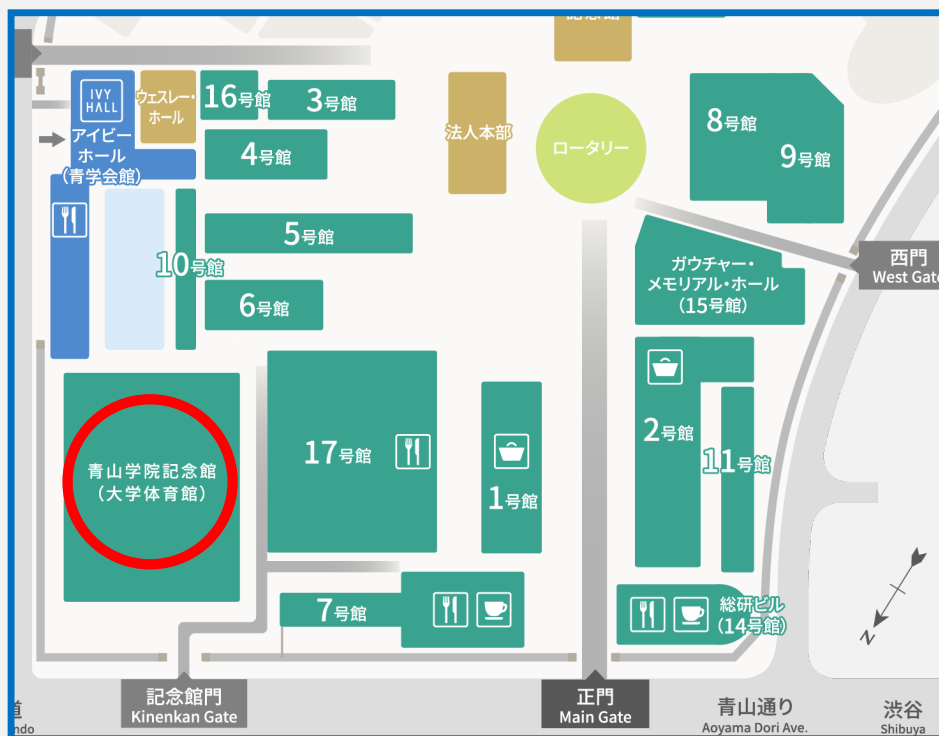 IVY
HALL
アイビー
ホール
(青学会館)
ウェスレー・
ホール
16号館
3号館
4号館
5号館
10号館
6号館
法人本部
ロータリー
8号館
9号館
西門
West Gate
ガウチャー・
メモリアル・ホール
(15号館)
2号館
11号館
17号館
1号館
青山学院記念館
(大学体育館)
7号館
総研ビル
(14号館)
N
記念館門
Kinenkan Gate
正門
Main Gate
青山通り
Aoyama Dori Ave.
渋谷
Shibuya
道
ndo